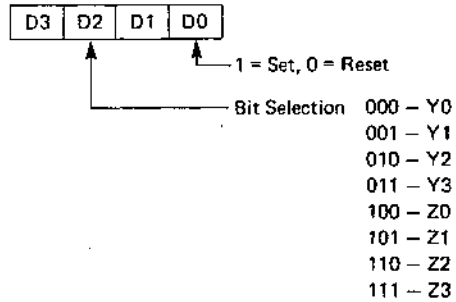 D3 D2 D1 D0
1 = Set, 0 = Reset
Bit Selection 000 – Y0
001 – Y1
010 – Y2
011 – Y3
100 – Z0
101 – Z1
110 – Z2
111 – Z3